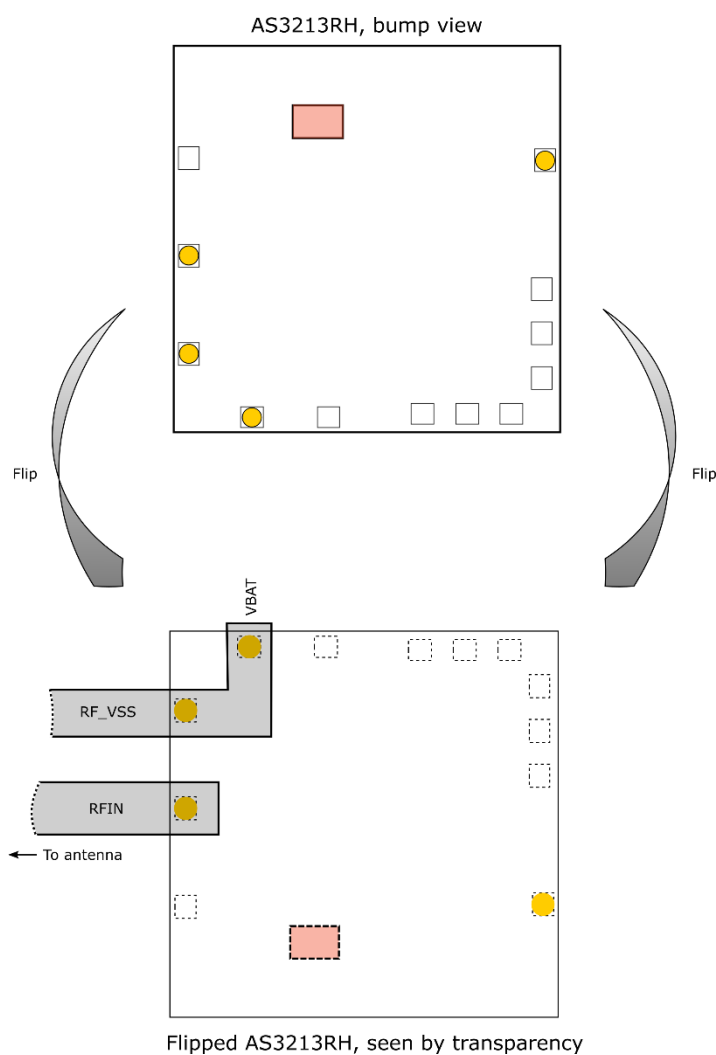 AS3213RH, bump view
Flip
Flip
VBAT
RF_VSS
RFIN
To antenna
Flipped AS3213RH, seen by transparency